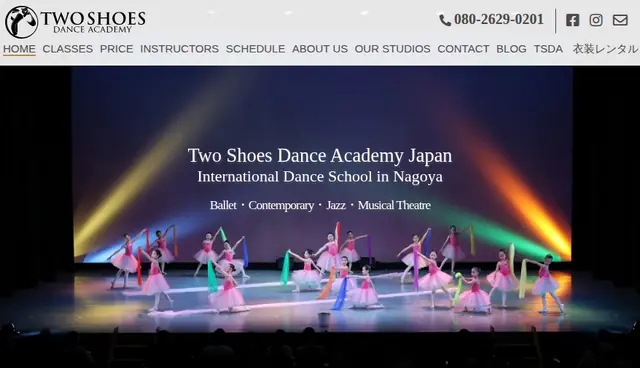 TWO SHOES
DANCE ACADEMY
080-2629-0201
HOME CLASSES PRICE INSTRUCTORS SCHEDULE ABOUT US OUR STUDIOS CONTACT BLOG TSDA 衣装レンタル
Two Shoes Dance Academy Japan
International Dance School in Nagoya
Ballet・Contemporary・Jazz・Musical Theatre